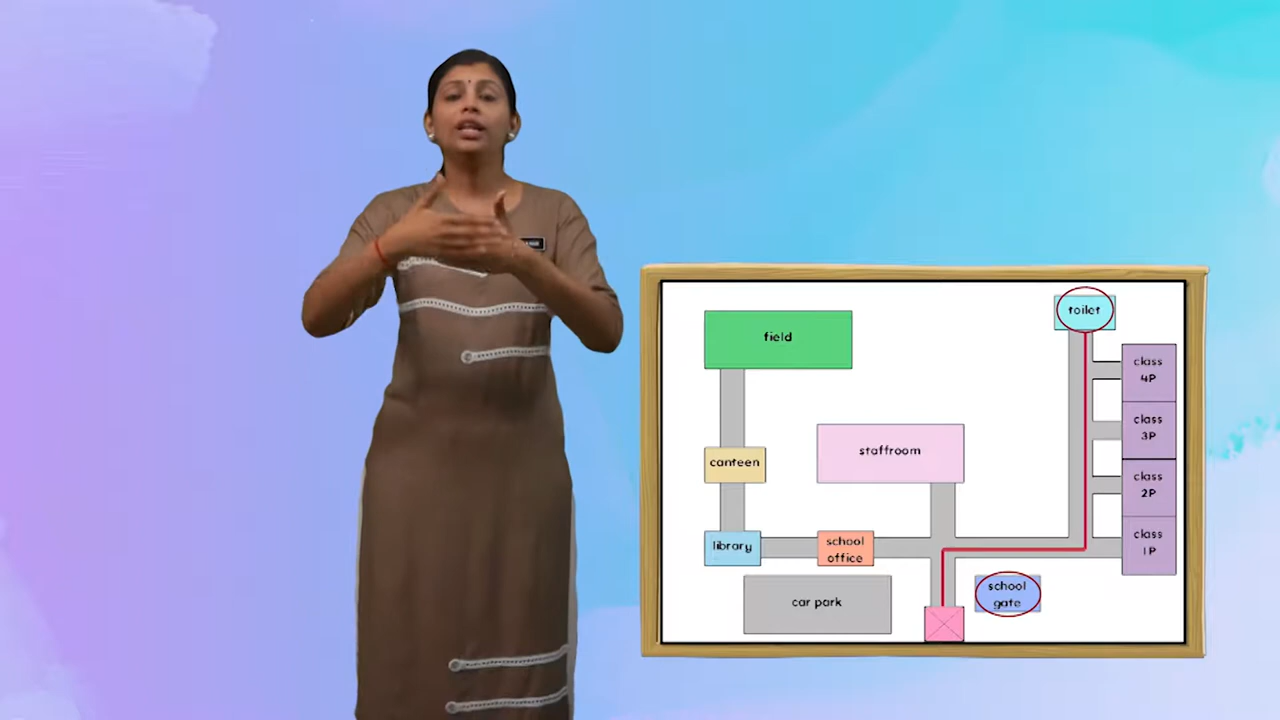 toilet
field
class
4P
class
3P
staffroom
canteen
class
2P
library
school
office
class
1P
school
gate
car park